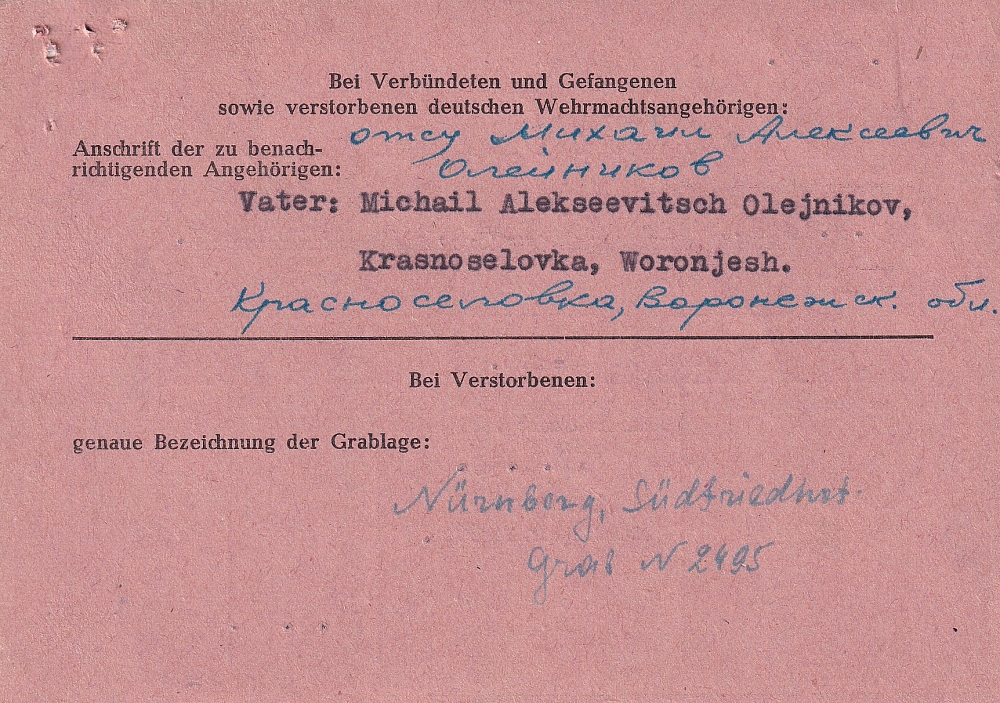 Bei Verbündeten und Gefangenen
sowie verstorbenen deutschen Wehrmachtsangehörigen:
отцу Михаил Алексеевич
Anschrift der zu benach-
richtigenden Angehörigen:
Олейников
Vater: Michail Alekseevitsch Olejnikov,
Krasnoselovka, Woronjesh.
Красноселовка, Воронежск. обл.
Bei Verstorbenen:
genaue Bezeichnung der Grablage:
Nürnberg, Südfriedhof.
Grab N 2495